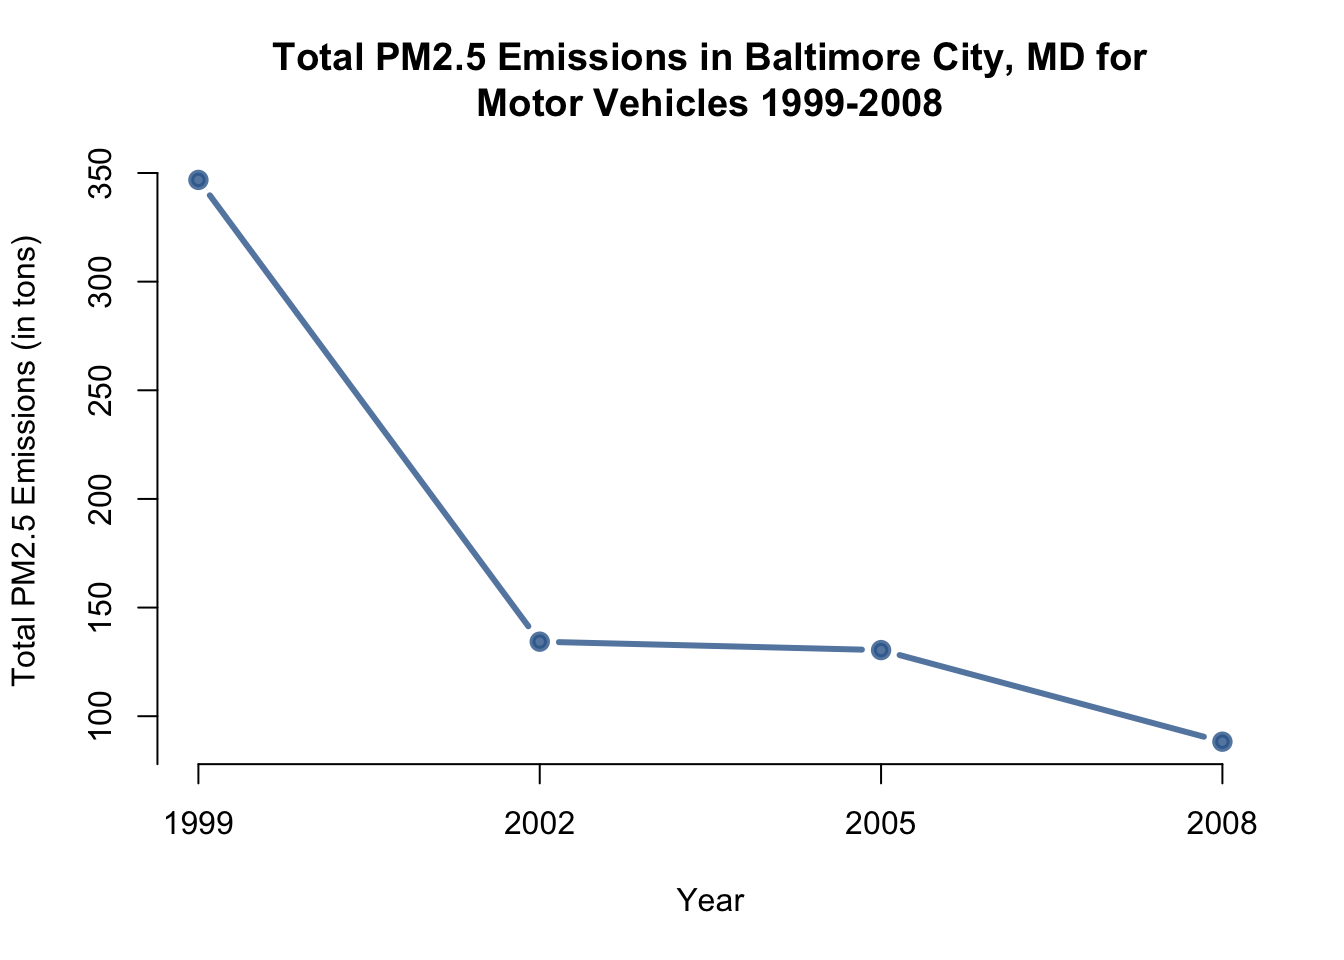 Total PM2.5 Emissions in Baltimore City, MD for
Motor Vehicles 1999-2008
Total PM2.5 Emissions (in tons)
350
300
250
200
150
100
1999
2002
2005
2008
Year